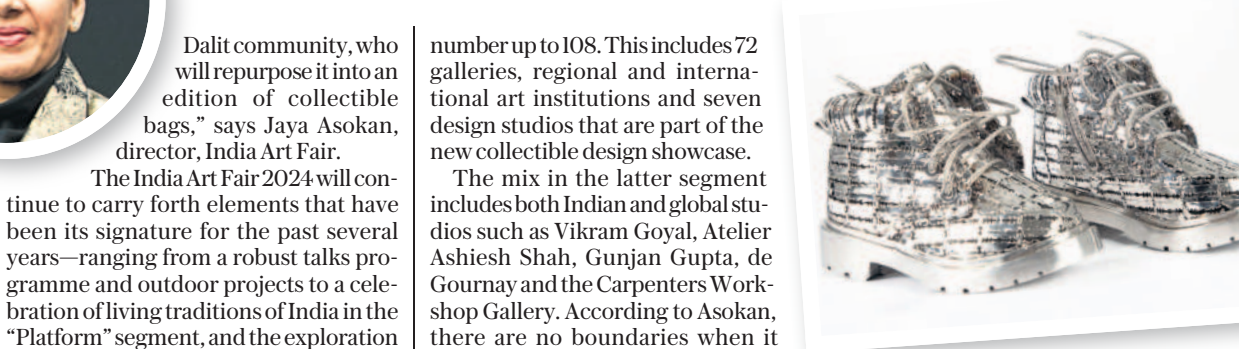 Dalit community, who
will repurpose it into an
edition of collectible
bags,” says Jaya Asokan,
director, India Art Fair.
The India Art Fair 2024 will con-
tinue to carry forth elements that have
been its signature for the past several
years—ranging from a robust talks pro-
gramme and outdoor projects to a cele-
bration of living traditions of India in the
“Platform” segment, and the exploration
number up to 108. This includes 72
galleries, regional and interna-
tional art institutions and seven
design studios that are part of the
new collectible design showcase.
The mix in the latter segment
includes both Indian and global stu-
dios such as Vikram Goyal, Atelier
Ashiesh Shah, Gunjan Gupta, de
Gournay and the Carpenters Work-
shop Gallery. According to Asokan,
there are no boundaries when it